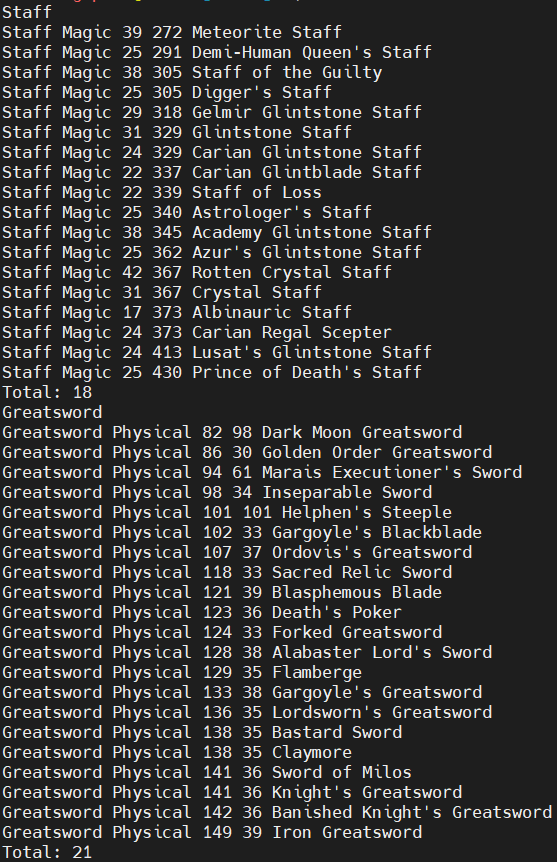 Staff
Staff Magic 39 272 Meteorite Staff
Staff Magic 25 291 Demi-Human Queen's Staff
Staff Magic 38 305 Staff of the Guilty
Staff Magic 25 305 Digger's Staff
Staff Magic 29 318 Gelmir Glintstone Staff
Staff Magic 31 329 Glintstone Staff
Staff Magic 24 329 Carian Glintstone Staff
Staff Magic 22 337 Carian Glintblade Staff
Staff Magic 22 339 Staff of Loss
Staff Magic 25 340 Astrologer's Staff
Staff Magic 38 345 Academy Glintstone Staff
Staff Magic 25 362 Azur's Glintstone Staff
Staff Magic 42 367 Rotten Crystal Staff
Staff Magic 31 367 Crystal Staff
Staff Magic 17 373 Albinauric Staff
Staff Magic 24 373 Carian Regal Scepter
Staff Magic 24 413 Lusat's Glintstone Staff
Staff Magic 25 430 Prince of Death's Staff
Total: 18
Greatsword
Greatsword Physical 82 98 Dark Moon Greatsword
Greatsword Physical 86 30 Golden Order Greatsword
Greatsword Physical 94 61 Marais Executioner's Sword
Greatsword Physical 98 34 Inseparable Sword
Greatsword Physical 101 101 Helphen's Steeple
Greatsword Physical 102 33 Gargoyle's Blackblade
Greatsword Physical 107 37 Ordovis's Greatsword
Greatsword Physical 118 33 Sacred Relic Sword
Greatsword Physical 121 39 Blasphemous Blade
Greatsword Physical 123 36 Death's Poker
Greatsword Physical 124 33 Forked Greatsword
Greatsword Physical 128 38 Alabaster Lord's Sword
Greatsword Physical 129 35 Flamberge
Greatsword Physical 133 38 Gargoyle's Greatsword
Greatsword Physical 136 35 Lordsworn's Greatsword
Greatsword Physical 138 35 Bastard Sword
Greatsword Physical 138 35 Claymore
Greatsword Physical 141 36 Sword of Milos
Greatsword Physical 141 36 Knight's Greatsword
Greatsword Physical 142 36 Banished Knight's Greatsword
Greatsword Physical 149 39 Iron Greatsword
Total: 21